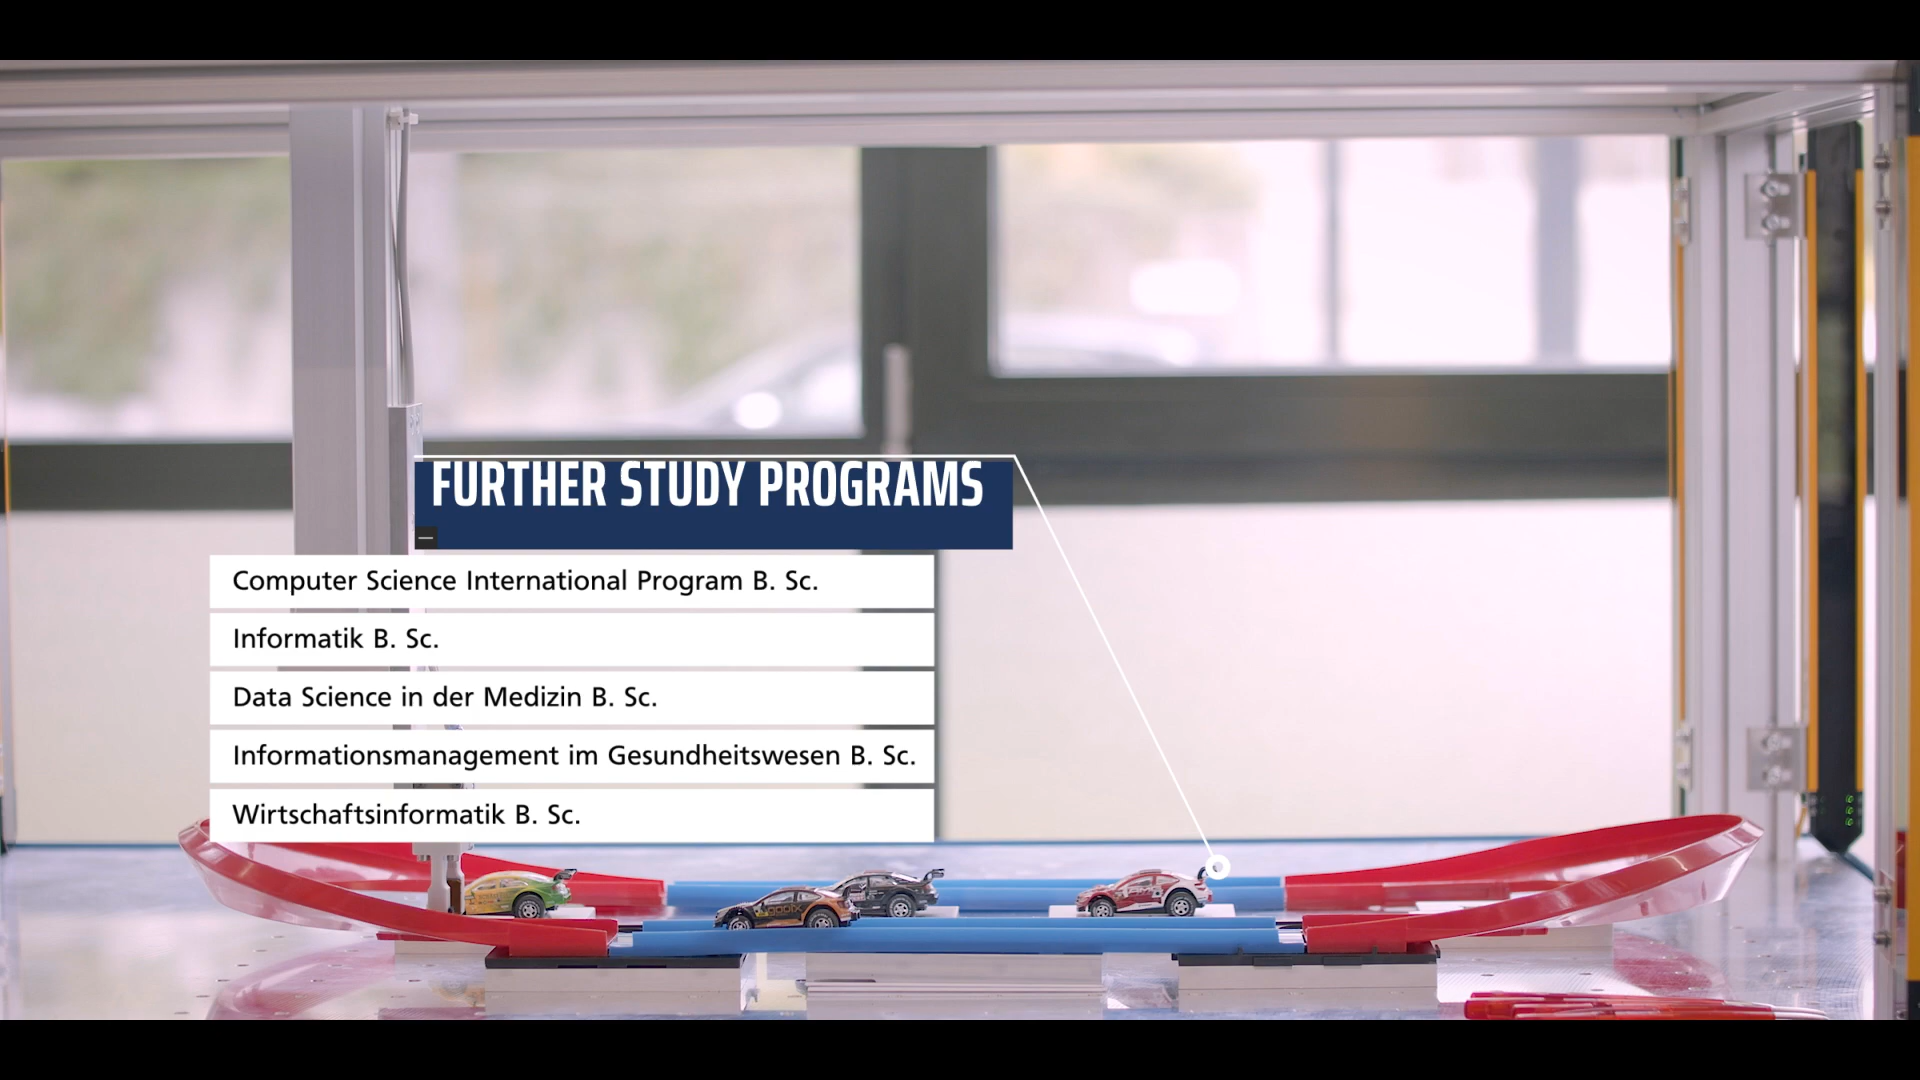 FURTHER STUDY PROGRAMS
Computer Science International Program B. Sc.
Informatik B. Sc.
Data Science in der Medizin B. Sc.
Informationsmanagement im Gesundheitswesen B. Sc.
Wirtschaftsinformatik B. Sc.